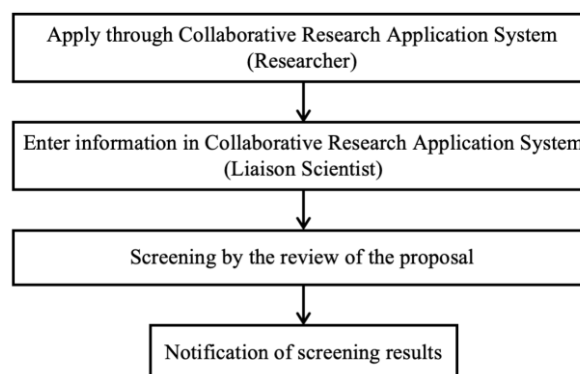 Apply through Collaborative Research Application System
(Researcher)
Enter information in Collaborative Research Application System
(Liaison Scientist)
Screening by the review of the proposal
Notification of screening results